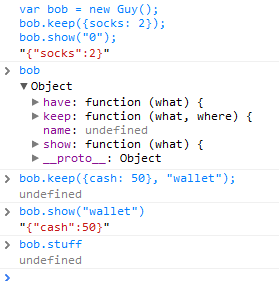 var bob = new Guy();
bob.keep({socks: 2});
bob.show("0");
"{"socks":2}"
> bob
▼ Object
▶ have: function (what) {
▶ keep: function (what, where) {
name: undefined
▶ show: function (what) {
▶ __proto__: Object
> bob.keep({cash: 50}, "wallet");
undefined
> bob.show("wallet")
"{"cash":50}"
> bob.stuff
undefined
>